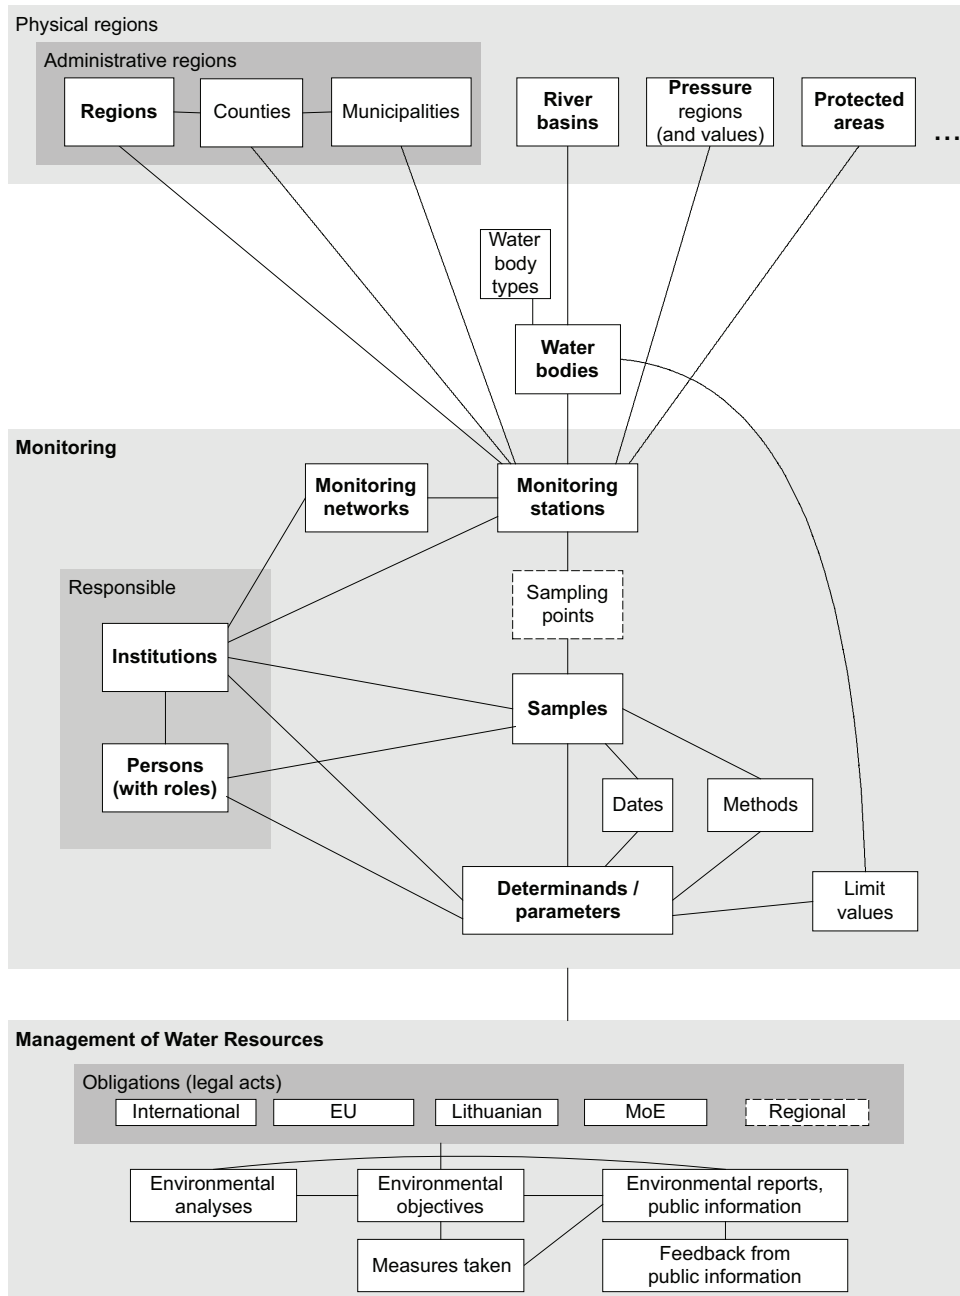 Physical regions
Administrative regions
Regions
Counties
Municipalities
River
basins
Pressure
regions
(and values)
Protected
areas
...
Water
body
types
Water
bodies
Monitoring
Monitoring
networks
Monitoring
stations
Responsible
Sampling
points
Institutions
Samples
Persons
(with roles)
Dates
Methods
Determinands /
parameters
Limit
values
Management of Water Resources
Obligations (legal acts)
International
EU
Lithuanian
MoE
Regional
Environmental
analyses
Environmental
objectives
Environmental reports,
public information
Measures taken
Feedback from
public information